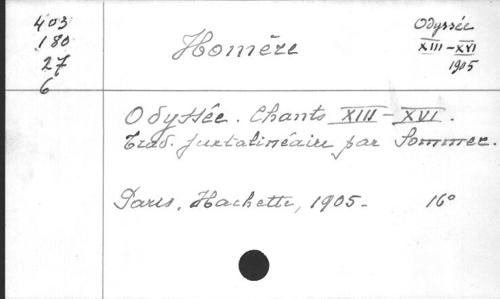 403
180
27
6
Homère
Odyssée
XIII-XVI
1905
Odyssée. Chants XIII-XVI.
Trad. juxtalinéaire par Sommer.
Paris, Hachette, 1905- 16°